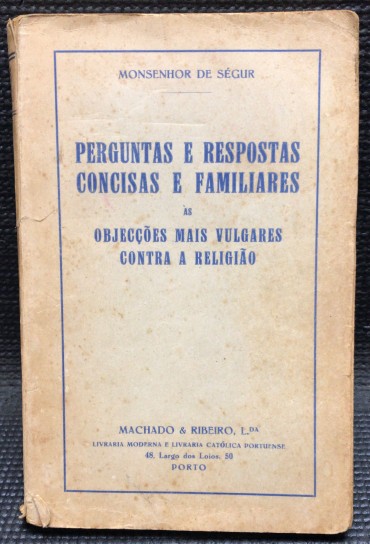 MONSENHOR DE SÉGUR
PERGUNTAS E RESPOSTAS
CONCISAS E FAMILIARES
ÀS
OBJECÇÕES MAIS VULGARES
CONTRA A RELIGIÃO
MACHADO & RIBEIRO, L.DA
LIVRARIA MODERNA E LIVRARIA CATÓLICA PORTUENSE
48, Largo dos Loios, 50
PORTO